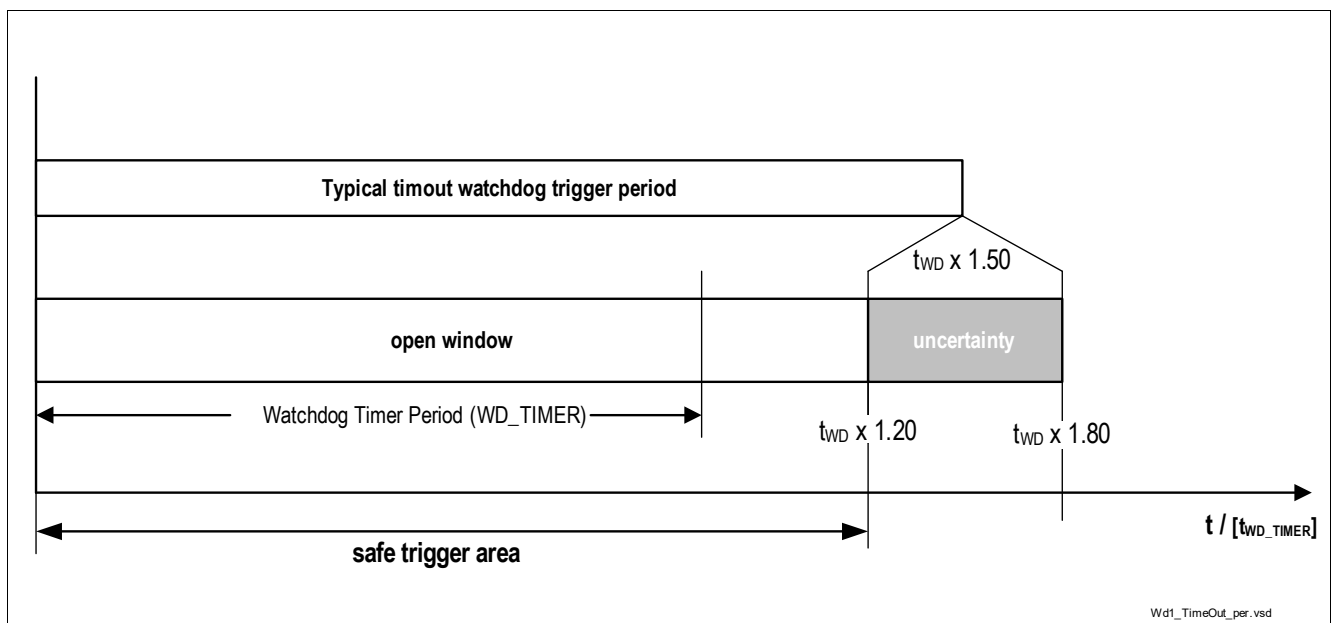 Typical timout watchdog trigger period
tWD x 1.50
open window
uncertainty
Watchdog Timer Period (WD_TIMER)
tWD x 1.20
tWD x 1.80
t / [tWD_TIMER]
safe trigger area
Wd1_TimeOut_per.vsd